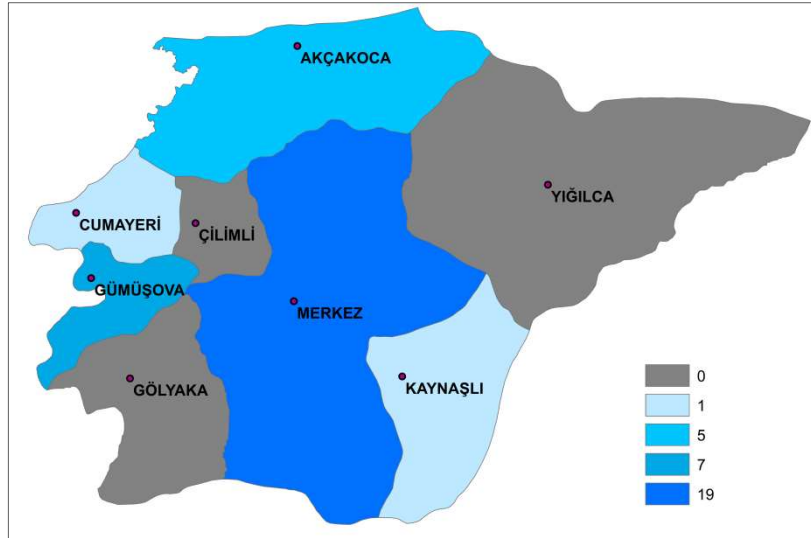 AKÇAKOCA
YIĞILCA
CUMAYERİ
ÇİLİMLİ
GÜMÜŞOVA
MERKEZ
GÖLYAKA
KAYNAŞLI
0
1
5
7
19